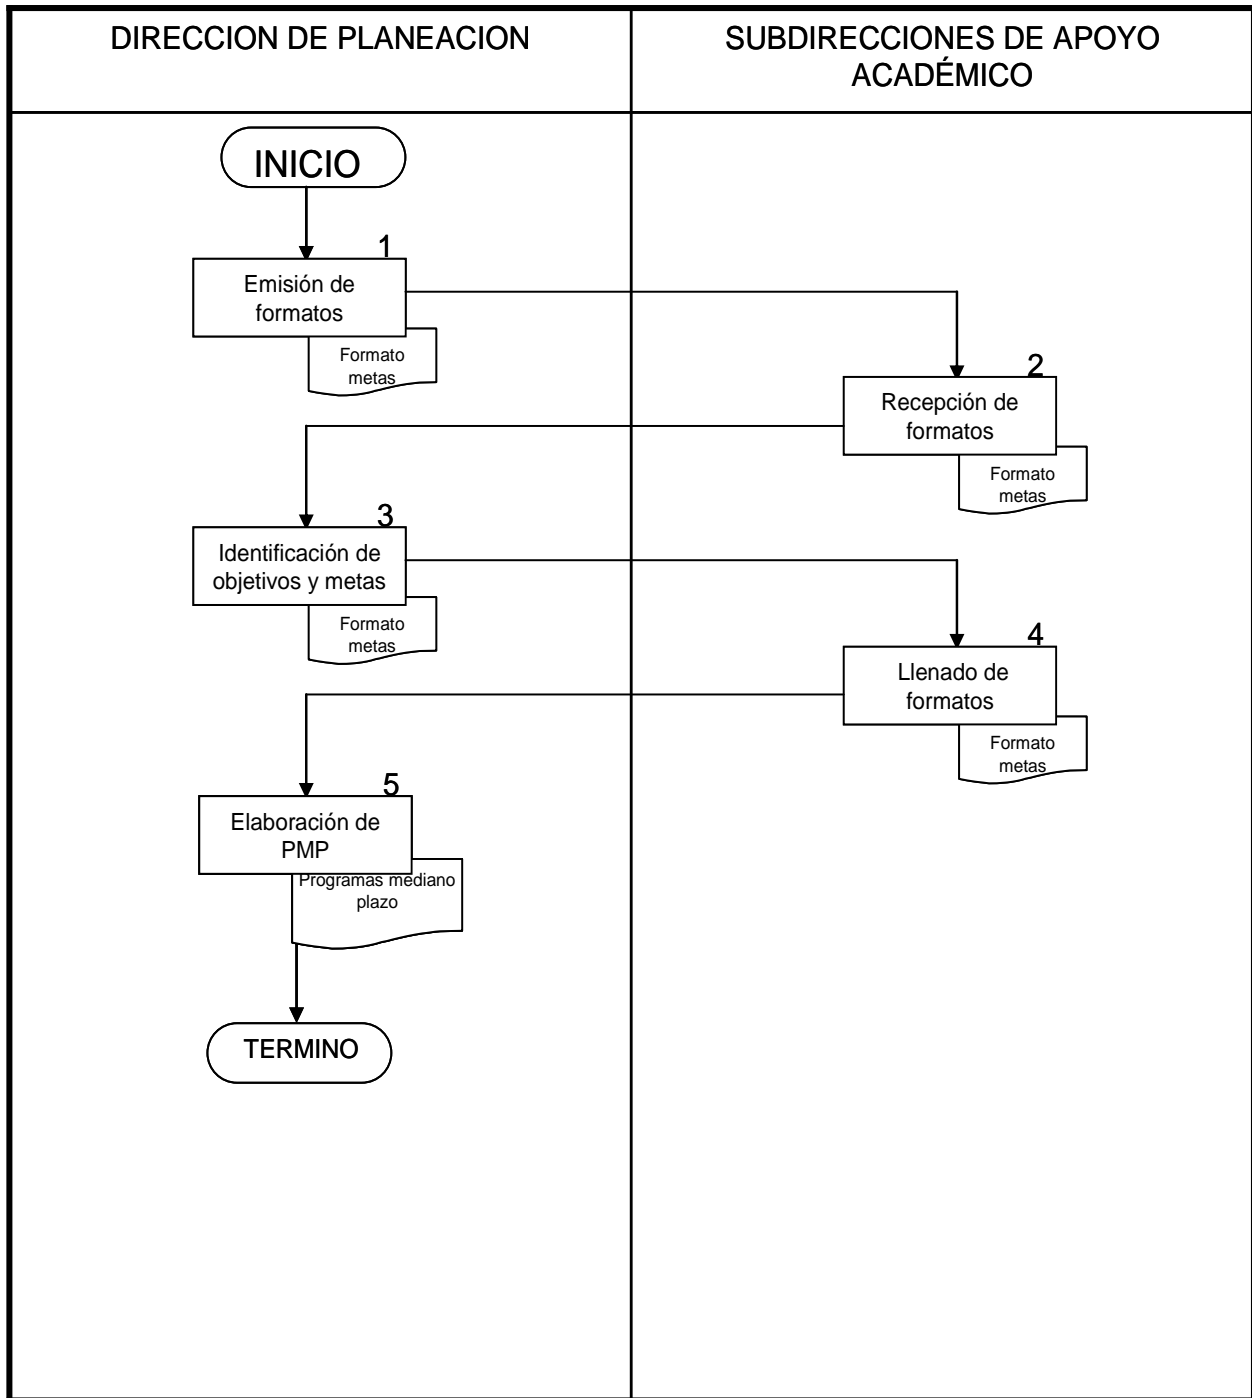 DIRECCION DE PLANEACION
SUBDIRECCIONES DE APOYO
ACADÉMICO
INICIO
1
Emisión de
formatos
Formato
metas
2
Recepción de
formatos
Formato
metas
3
Identificación de
objetivos y metas
Formato
metas
4
Llenado de
formatos
Formato
metas
5
Elaboración de
PMP
Programas mediano
plazo
TERMINO